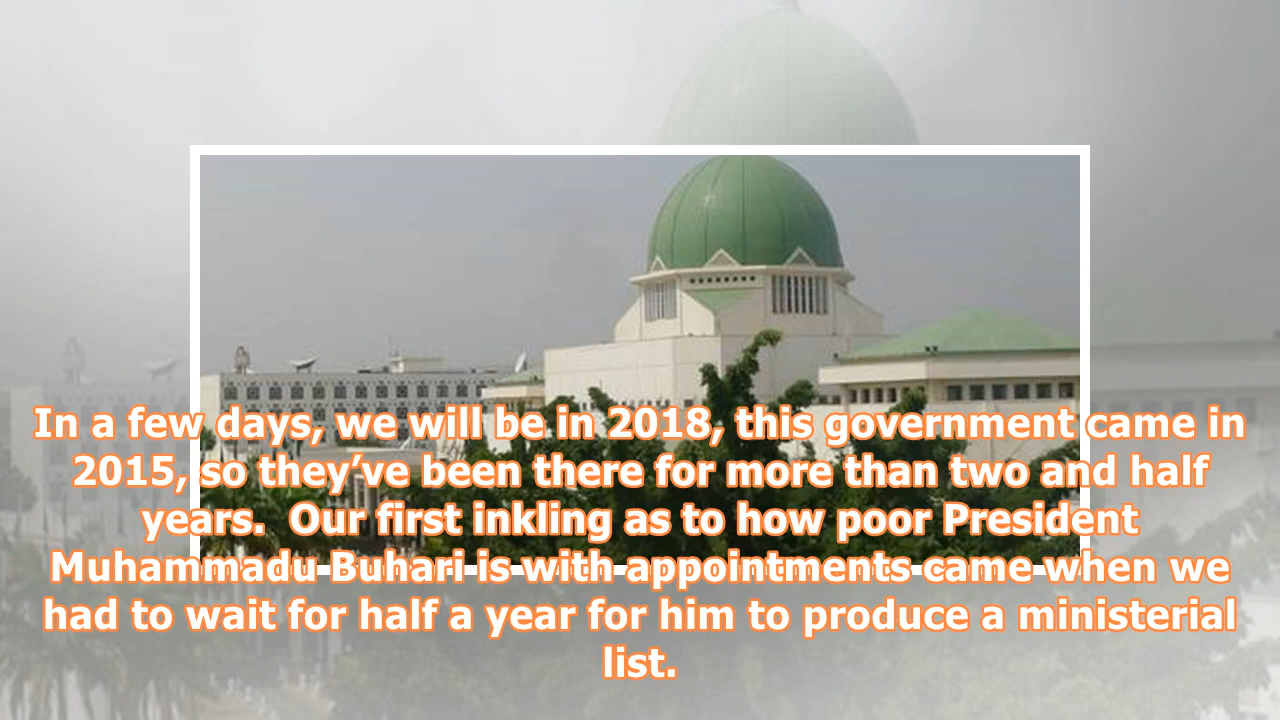 In a few days, we will be in 2018, this government came in
2015, so they’ve been there for more than two and half
years.  Our first inkling as to how poor President
Muhammadu Buhari is with appointments came when we
had to wait for half a year for him to produce a ministerial
list.